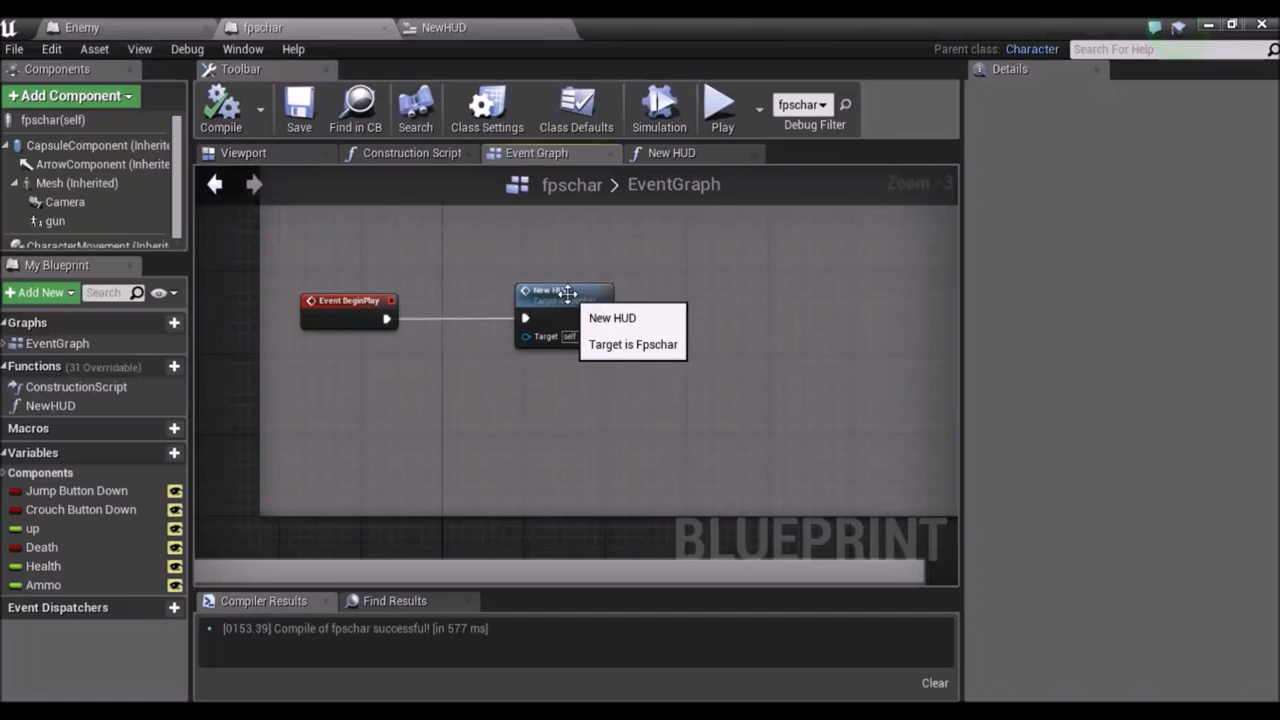 Enemy
fpschar
NewHUD
File Edit Asset View Debug Window Help
Parent class: Character
Search For Help
Components
Toolbar
Details
+ Add Component
Compile
Save
Find in CB
Search
Class Settings
Class Defaults
Simulation
Play
fpschar
Debug Filter
fpschar(self)
CapsuleComponent (Inherite
ArrowComponent (Inherite
Mesh (Inherited)
Camera
gun
CharacterMovement (Inherit
Viewport
Construction Script
Event Graph
New HUD
fpschar > EventGraph
Zoom -3
My Blueprint
+ Add New
Search
Graphs
EventGraph
Functions (31 Overridable)
ConstructionScript
NewHUD
Macros
Variables
Components
Jump Button Down
Crouch Button Down
up
Death
Health
Ammo
Event Dispatchers
Event BeginPlay
Target self
New HUD
Target is Fpschar
BLUEPRINT
Compiler Results
Find Results
[0153.39] Compile of fpschar successful! [in 577 ms]
Clear